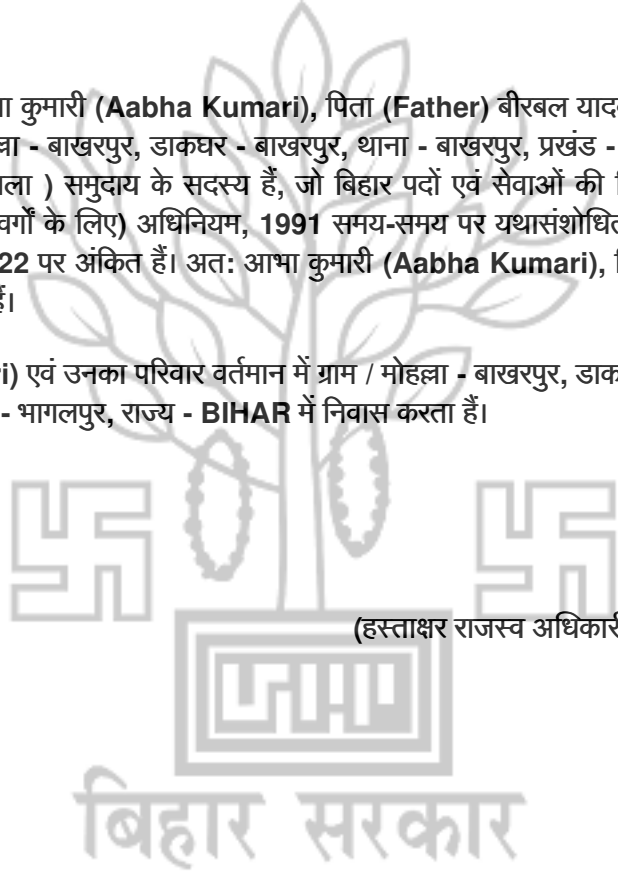 ा कुमारी (Aabha Kumari), पिता (Father) बीरबल याद
ल्ला - बाखरपुर, डाकघर - बाखरपुर, थाना - बाखरपुर, प्रखंड -
ाला ) समुदाय के सदस्य हैं, जो बिहार पदों एवं सेवाओं की
वर्गों के लिए) अधिनियम, 1991 समय-समय पर यथासंशोधित
22 पर अंकित हैं। अत: आभा कुमारी (Aabha Kumari),
हैं।
i) एवं उनका परिवार वर्तमान में ग्राम / मोहल्ला - बाखरपुर, डाक
- भागलपुर, राज्य - BIHAR में निवास करता हैं।
(हस्ताक्षर राजस्व अधिकारी
बिहार सरकार